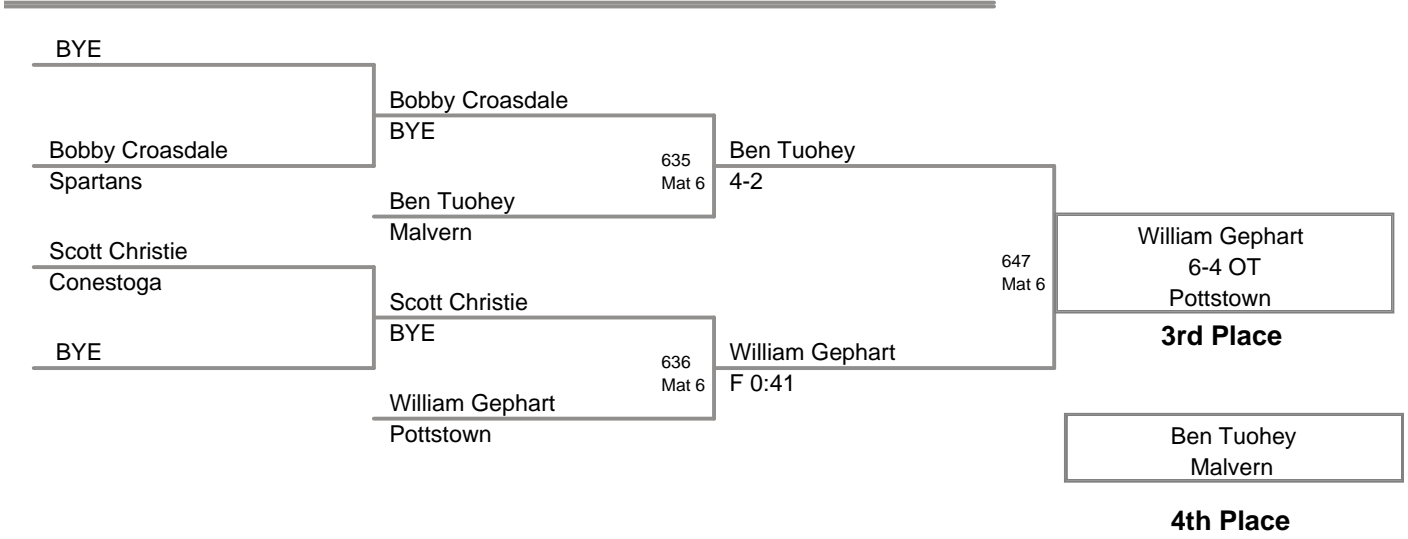 BYE
Bobby Croasdale
BYE
Bobby Croasdale
Spartans
635
Mat 6
Ben Tuohey
4-2
Ben Tuohey
Malvern
Scott Christie
Conestoga
647
Mat 6
William Gephart
6-4 OT
Pottstown
3rd Place
Scott Christie
BYE
BYE
636
Mat 6
William Gephart
F 0:41
William Gephart
Pottstown
Ben Tuohey
Malvern
4th Place